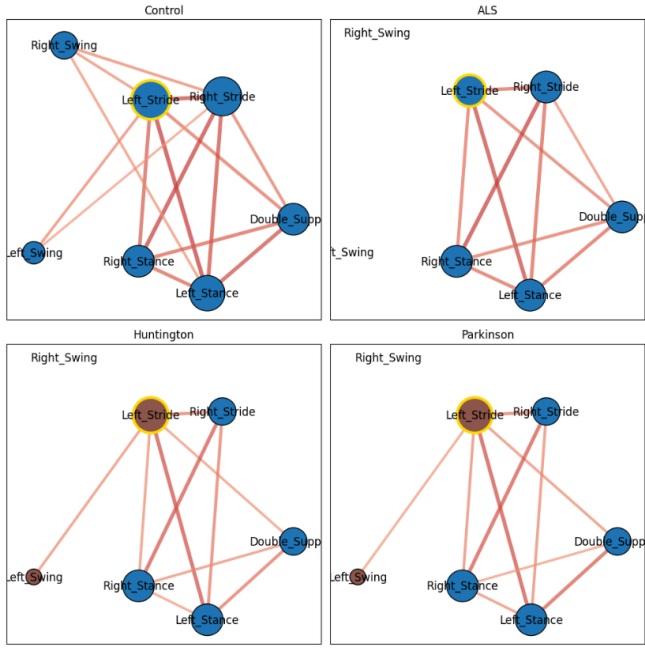 Control
Right_Swing
Left_Stride
Right_Stride
Double_Supp
Left_Swing
Right_Stance
Left_Stance
ALS
Right_Swing
Left_Stride
Right_Stride
Double_Supp
ft_Swing
Right_Stance
Left_Stance
Huntington
Right_Swing
Left_Stride
Right_Stride
Double_Supp
Left_Swing
Right_Stance
Left_Stance
Parkinson
Right_Swing
Left_Stride
Right_Stride
Double_Supp
Left_Swing
Right_Stance
Left_Stance